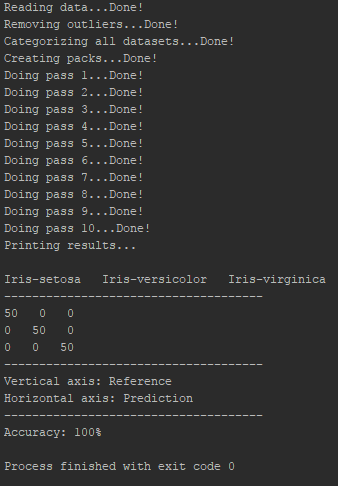 Reading data...Done!
Removing outliers...Done!
Categorizing all datasets...Done!
Creating packs...Done!
Doing pass 1...Done!
Doing pass 2...Done!
Doing pass 3...Done!
Doing pass 4...Done!
Doing pass 5...Done!
Doing pass 6...Done!
Doing pass 7...Done!
Doing pass 8...Done!
Doing pass 9...Done!
Doing pass 10...Done!
Printing results...
Iris-setosa   Iris-versicolor   Iris-virginica
-------------------------------------
50   0   0
0   50   0
0   0   50
-------------------------------------
Vertical axis: Reference
Horizontal axis: Prediction
-------------------------------------
Accuracy: 100%
Process finished with exit code 0